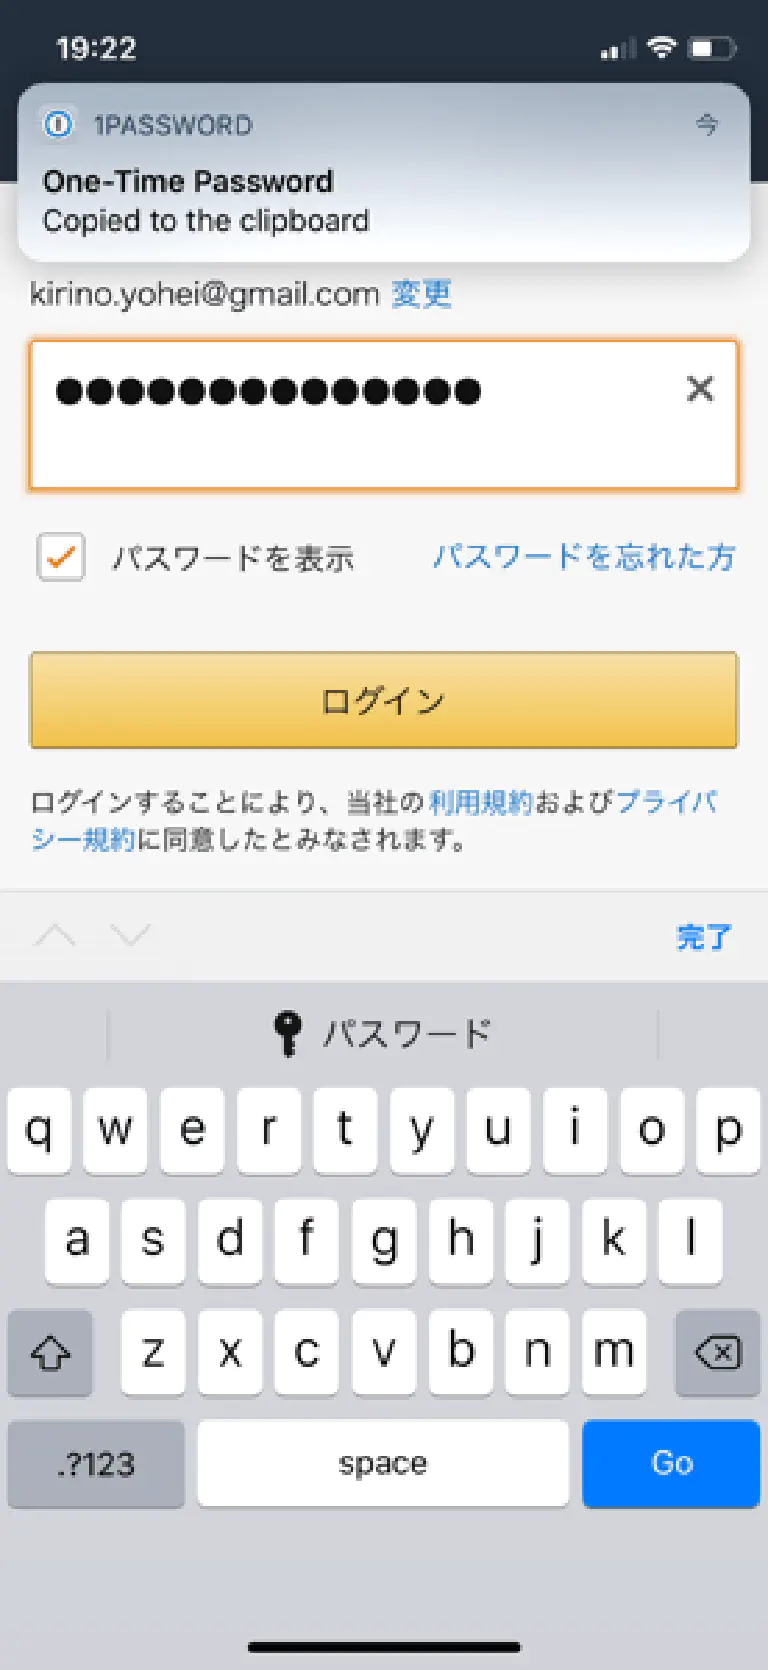 19:22
1PASSWORD 今
One-Time Password
Copied to the clipboard
kirino.yohei@gmail.com 変更
●●●●●●●●●●●●●●
パスワードを表示 パスワードを忘れた方
ログイン
ログインすることにより、当社の利用規約およびプライバ
シー規約に同意したとみなされます。
完了
パスワード
q w e r t y u i o p
a s d f g h j k l
z x c v b n m
.?123 space Go